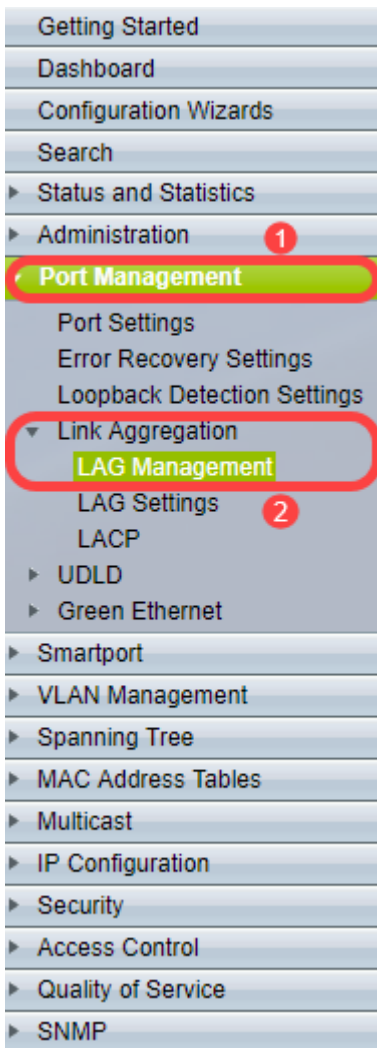 Getting Started
Dashboard
Configuration Wizards
Search
Status and Statistics
Administration
1
Port Management
Port Settings
Error Recovery Settings
Loopback Detection Settings
Link Aggregation
LAG Management
LAG Settings
2
LACP
UDLD
Green Ethernet
Smartport
VLAN Management
Spanning Tree
MAC Address Tables
Multicast
IP Configuration
Security
Access Control
Quality of Service
SNMP